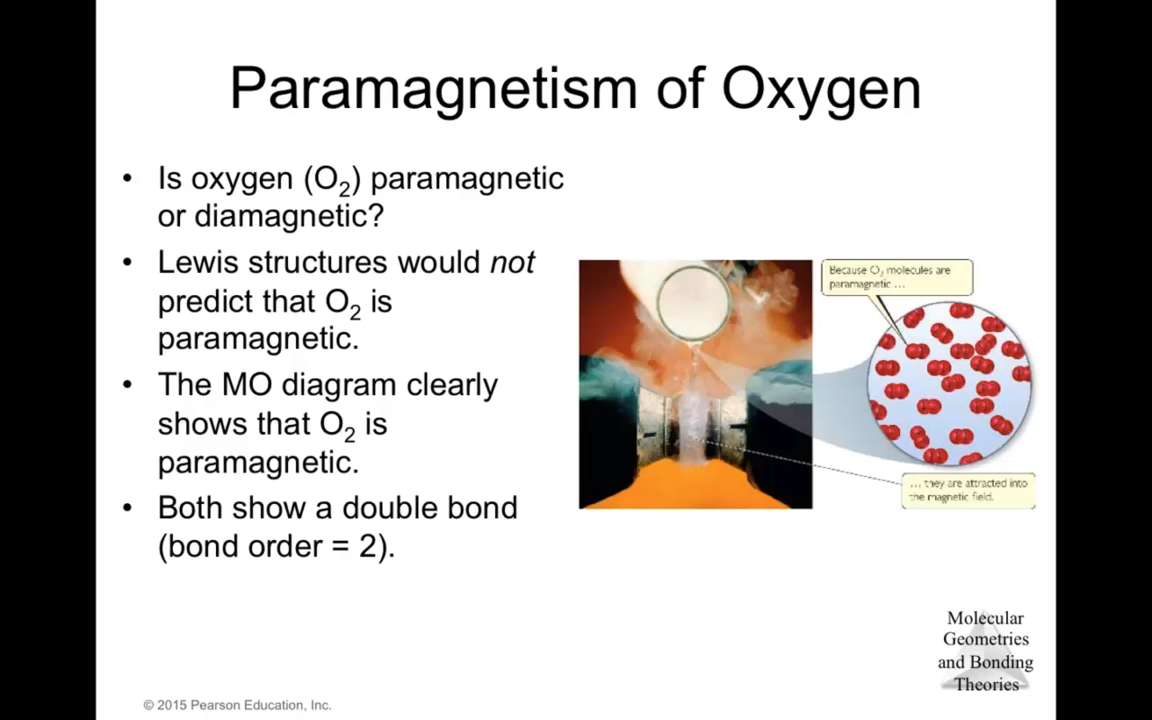 Paramagnetism of Oxygen
• Is oxygen (O₂) paramagnetic
or diamagnetic?
• Lewis structures would not
predict that O₂ is
paramagnetic.
• The MO diagram clearly
shows that O₂ is
paramagnetic.
• Both show a double bond
(bond order = 2).
Because O₂ molecules are
paramagnetic ...
... they are attracted into
the magnetic field.
Molecular
Geometries
and Bonding
Theories
© 2015 Pearson Education, Inc.